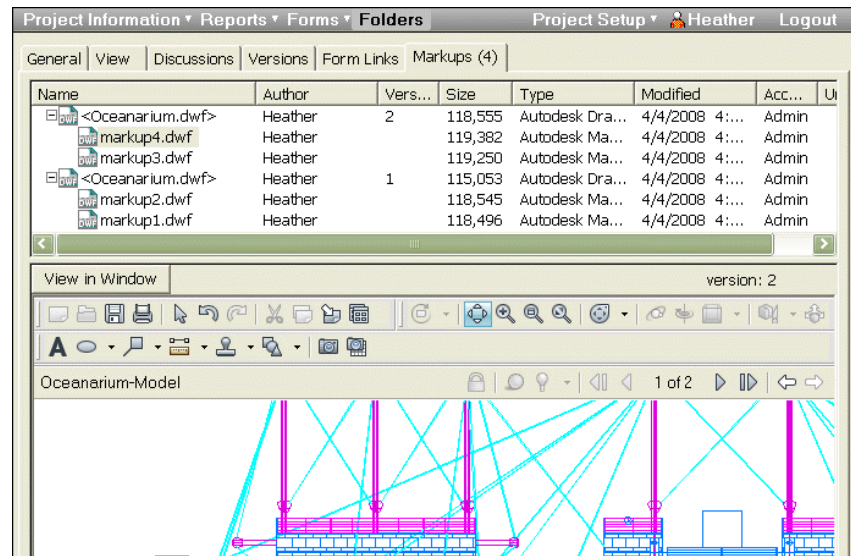 Project Information Reports Forms Folders Project Setup Heather Logout
General View Discussions Versions Form Links Markups (4)
Name Author Vers... Size Type Modified Acc...
<Oceanarium.dwf> Heather 2 118,555 Autodesk Dra... 4/4/2008 4:... Admin
markup4.dwf Heather 119,382 Autodesk Ma... 4/4/2008 4:... Admin
markup3.dwf Heather 119,250 Autodesk Ma... 4/4/2008 4:... Admin
<Oceanarium.dwf> Heather 1 115,053 Autodesk Dra... 4/4/2008 4:... Admin
markup2.dwf Heather 118,545 Autodesk Ma... 4/4/2008 4:... Admin
markup1.dwf Heather 118,496 Autodesk Ma... 4/4/2008 4:... Admin
View in Window version: 2
A
Oceanarium-Model 1 of 2